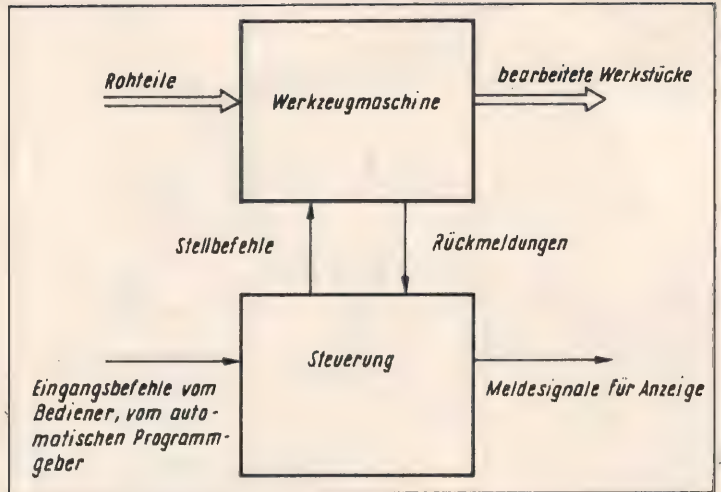 Rohteile
Werkzeugmaschine
bearbeitete Werkstücke
Stellbefehle
Rückmeldungen
Steuerung
Eingangsbefehle vom
Bediener, vom auto-
matischen Programm-
geber
Meldesignale für Anzeige